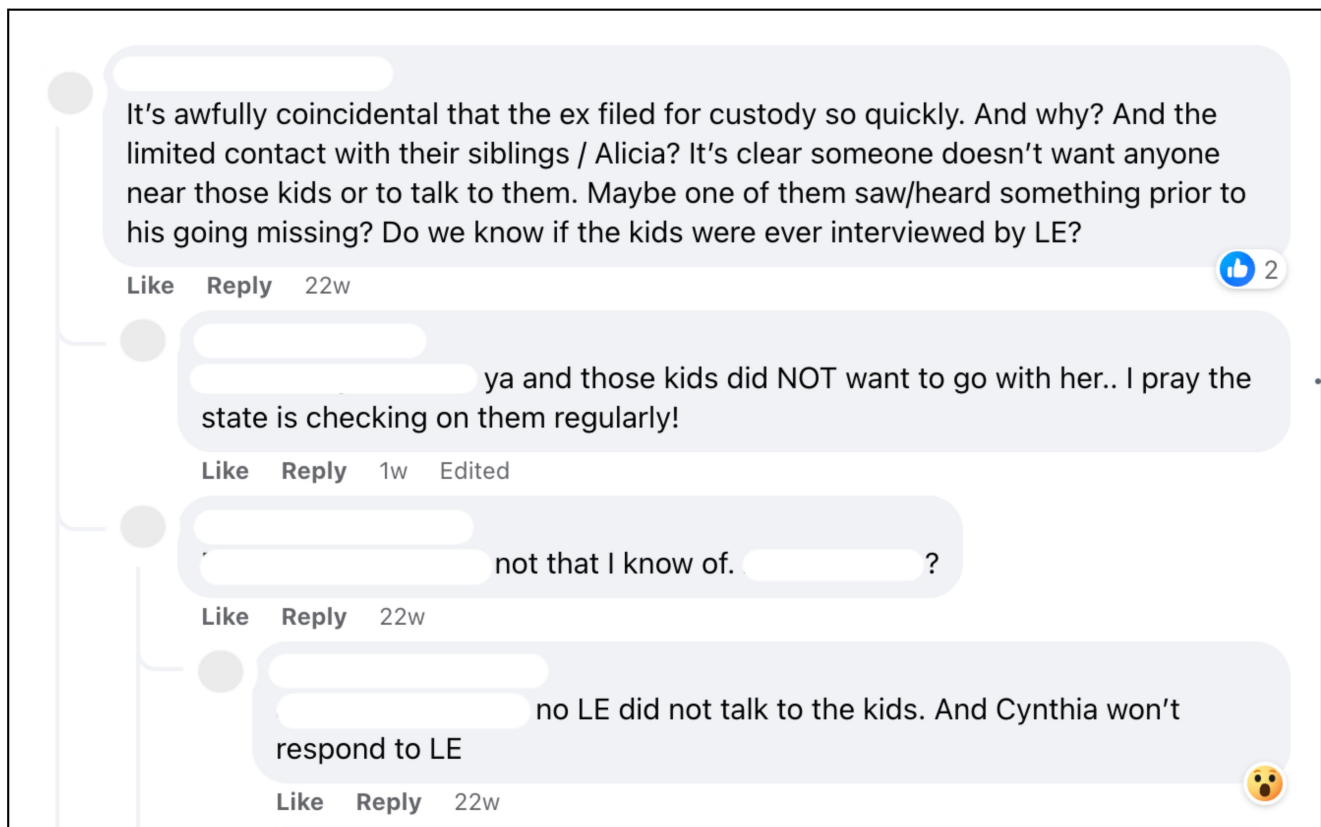 It's awfully coincidental that the ex filed for custody so quickly. And why? And the
limited contact with their siblings / Alicia? It's clear someone doesn't want anyone
near those kids or to talk to them. Maybe one of them saw/heard something prior to
his going missing? Do we know if the kids were ever interviewed by LE?
2
Like Reply 22w
ya and those kids did NOT want to go with her.. I pray the
state is checking on them regularly!
Like Reply 1w Edited
not that I know of. ?
Like Reply 22w
no LE did not talk to the kids. And Cynthia won't
respond to LE
Like Reply 22w